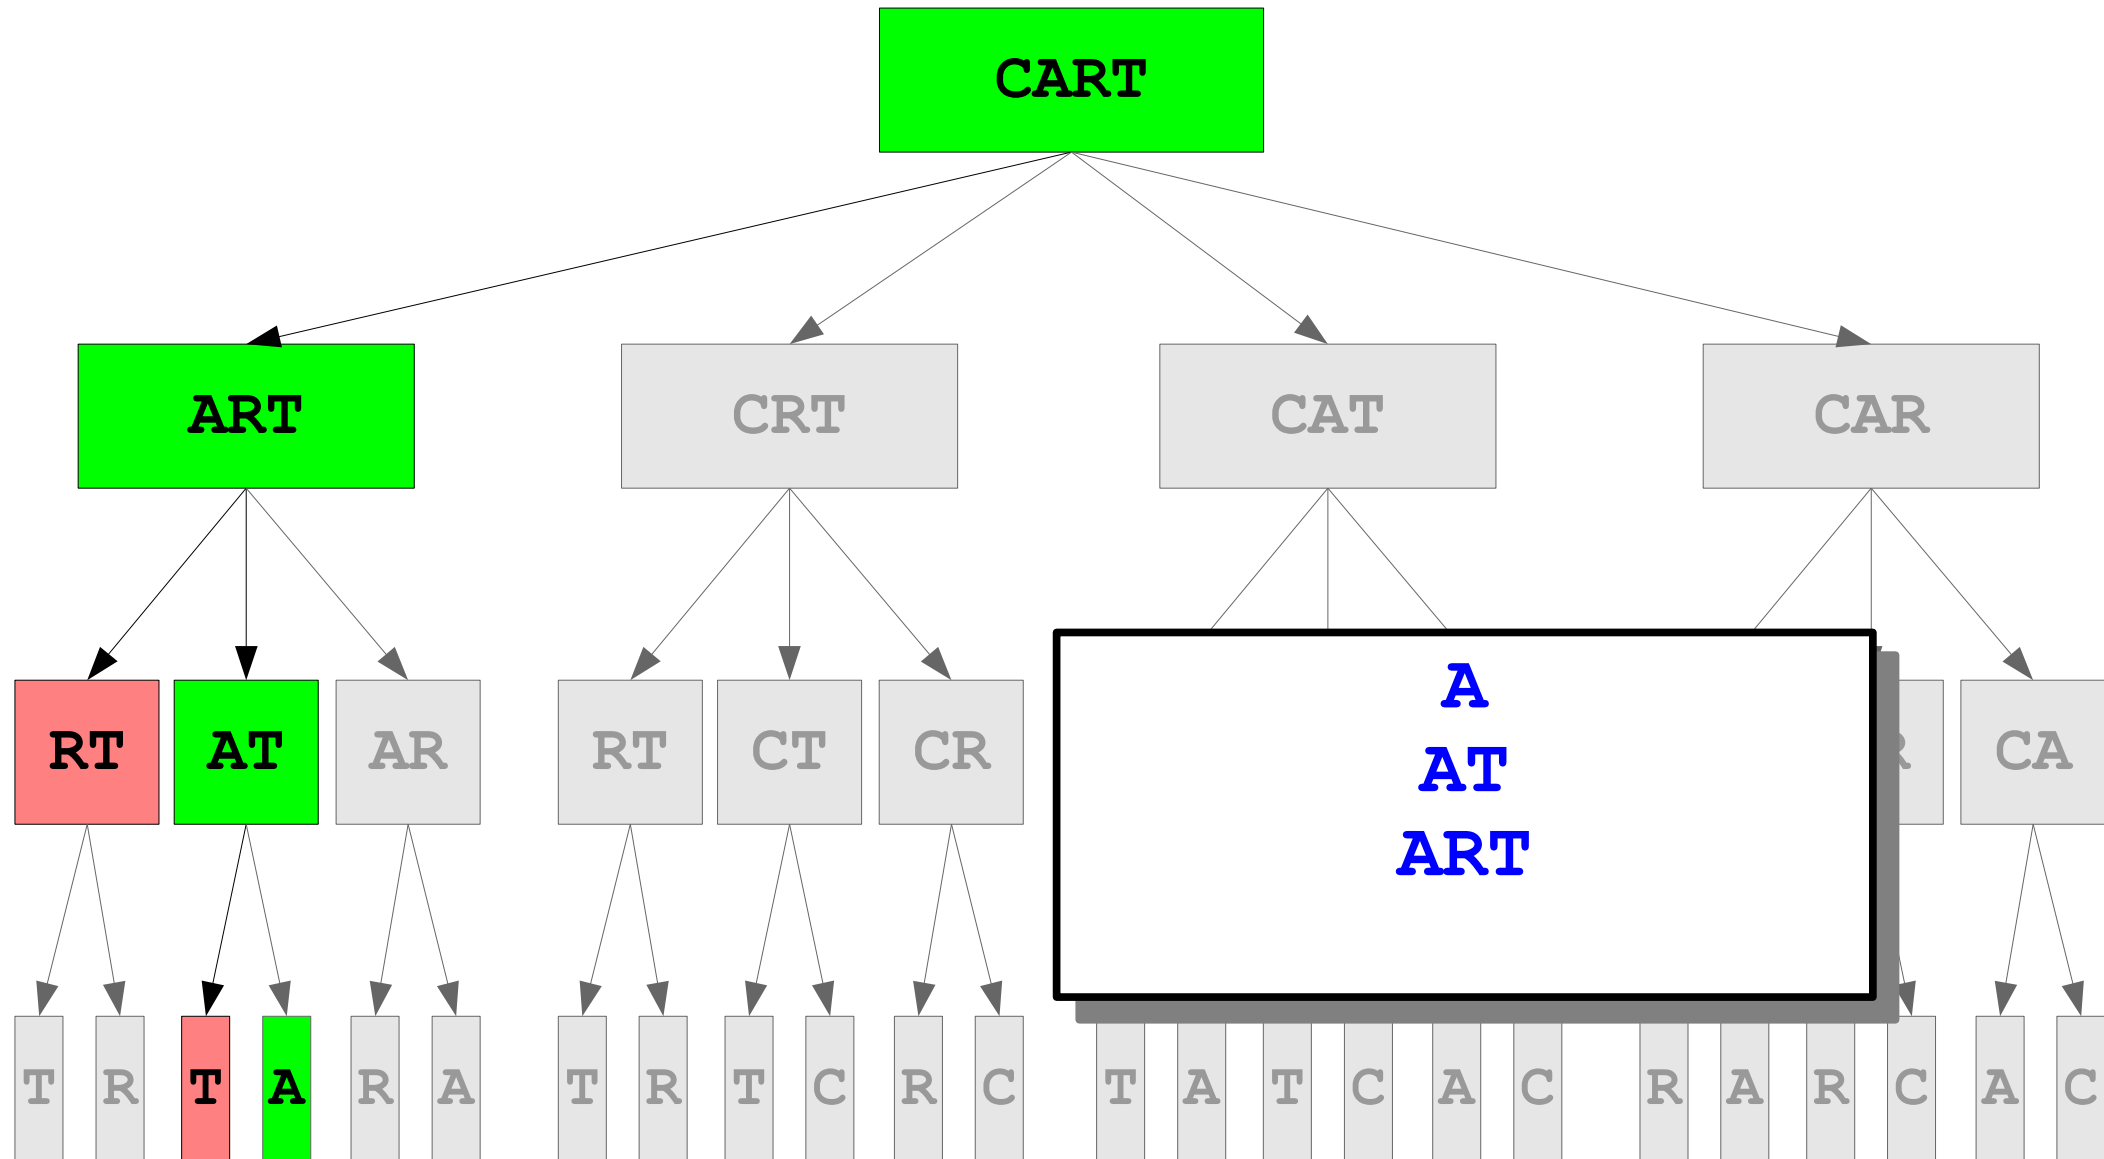 CART
ART CRT CAT CAR
RT AT AR RT CT CR R CA
A
AT
ART
T R T A R A T R T C R C T A T C A C R A R C A C